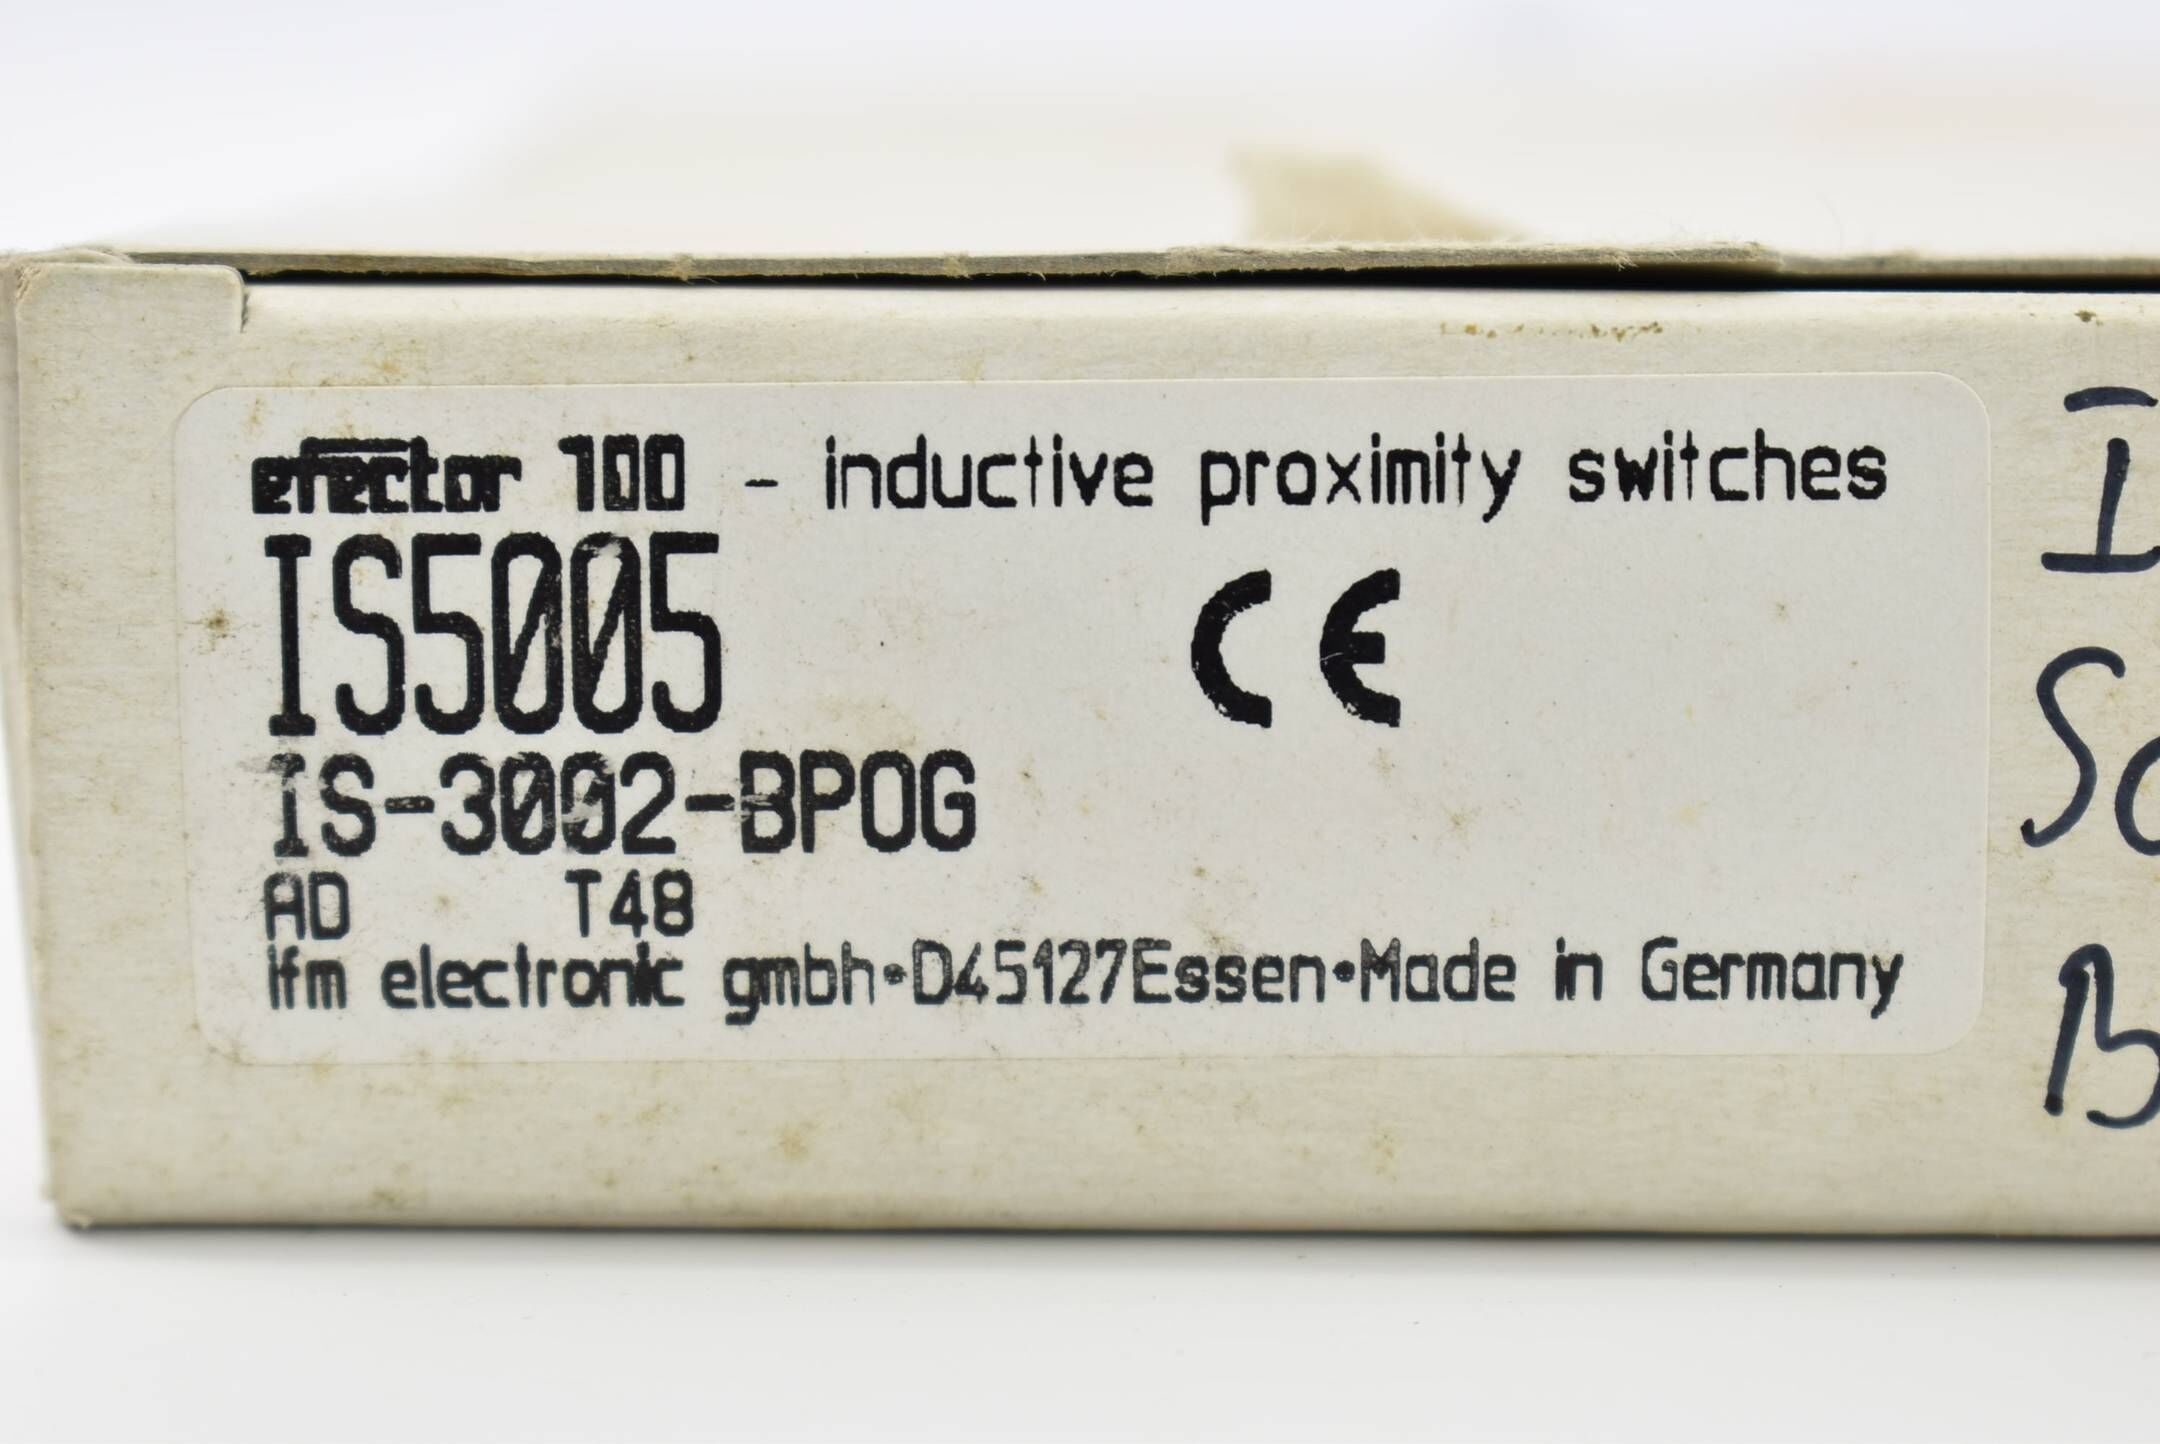 efector 100 - inductive proximity switches
IS5005 CE
IS-3002-BPOG
AD T48
ifm electronic gmbh•D45127Essen•Made in Germany